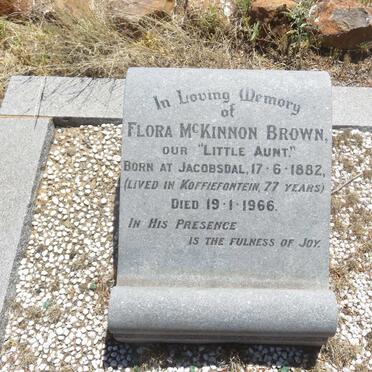 In Loving Memory
of
FLORA MCKINNON BROWN,
OUR "LITTLE AUNT."
BORN AT JACOBSDAL, 17·6·1882,
(LIVED IN KOFFIEFONTEIN, 77 YEARS)
DIED 19·1·1966.
IN HIS PRESENCE
IS THE FULNESS OF JOY.